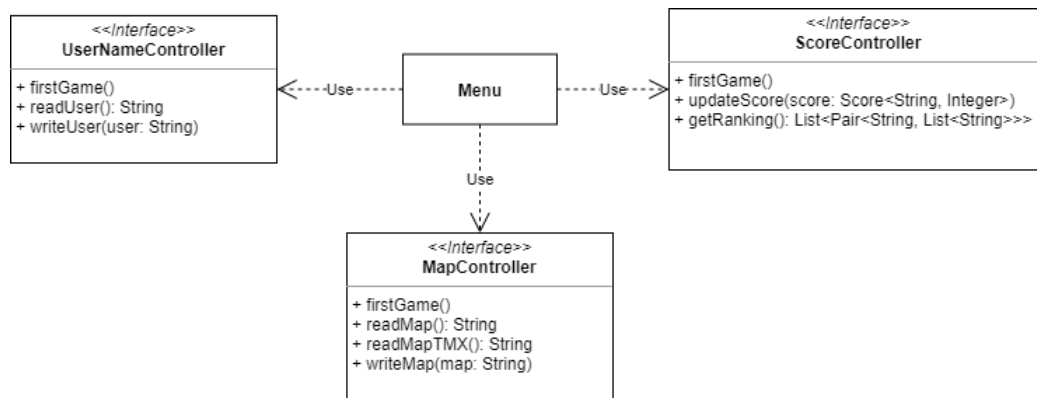 <<Interface>>
UserNameController
+ firstGame()
+ readUser(): String
+ writeUser(user: String)
Use
Menu
Use
<<Interface>>
ScoreController
+ firstGame()
+ updateScore(score: Score<String, Integer>)
+ getRanking(): List<Pair<String, List<String>>>
Use
<<Interface>>
MapController
+ firstGame()
+ readMap(): String
+ readMapTMX(): String
+ writeMap(map: String)